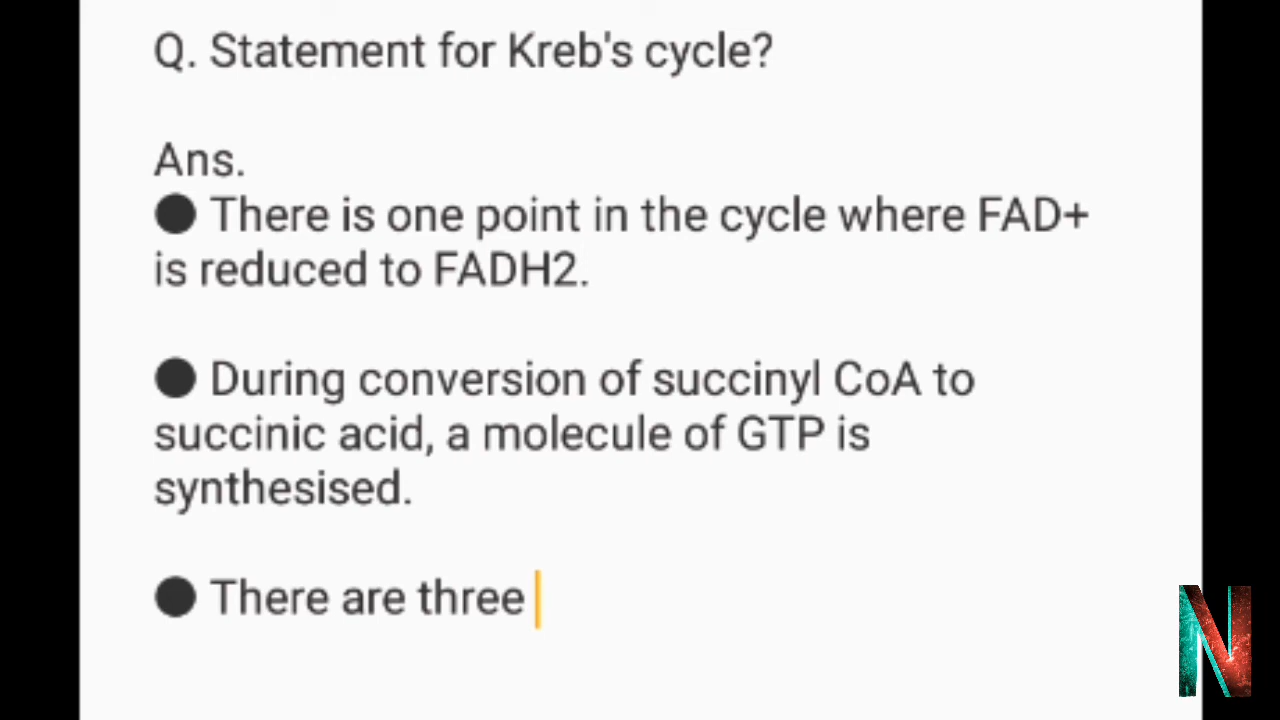 Q. Statement for Kreb's cycle?
Ans.
● There is one point in the cycle where FAD+
is reduced to FADH2.
● During conversion of succinyl CoA to
succinic acid, a molecule of GTP is
synthesised.
● There are three
N